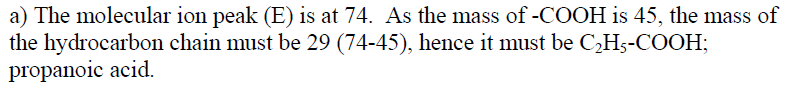 a) The molecular ion peak (E) is at 74.  As the mass of -COOH is 45, the mass of
the hydrocarbon chain must be 29 (74-45), hence it must be C₂H₅-COOH;
propanoic acid.